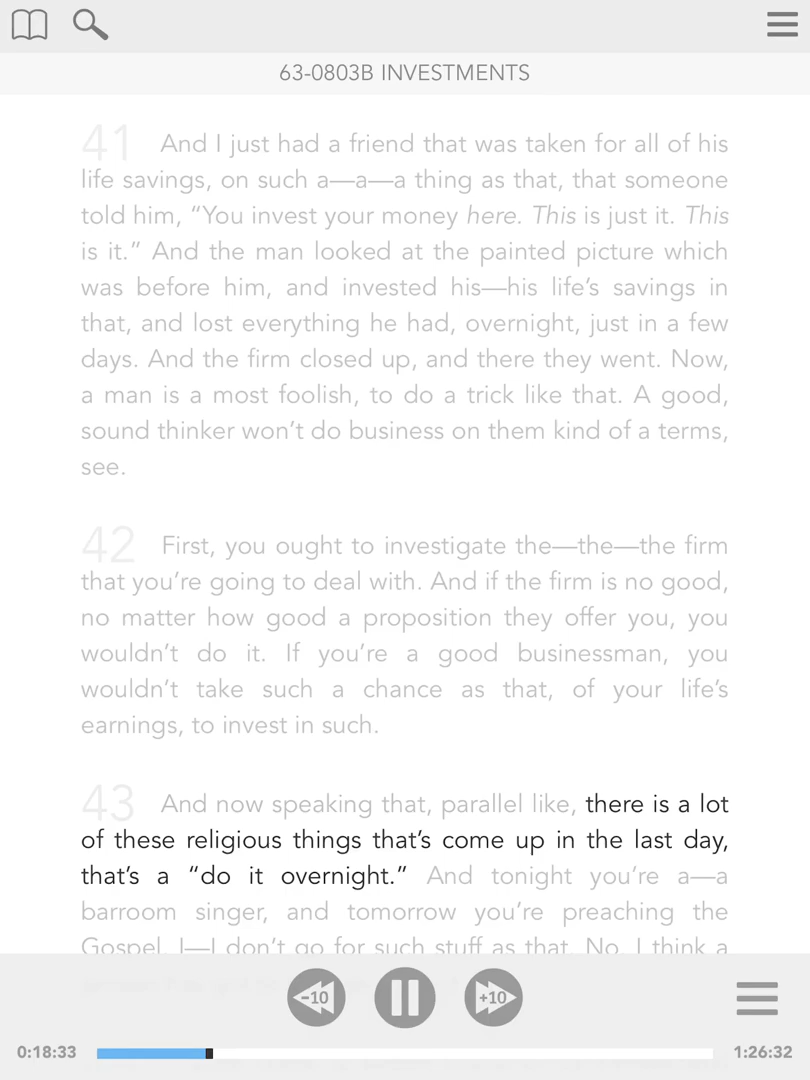 63-0803B INVESTMENTS
41 And I just had a friend that was taken for all of his
life savings, on such a—a—a thing as that, that someone
told him, “You invest your money here. This is just it. This
is it.” And the man looked at the painted picture which
was before him, and invested his—his life’s savings in
that, and lost everything he had, overnight, just in a few
days. And the firm closed up, and there they went. Now,
a man is a most foolish, to do a trick like that. A good,
sound thinker won’t do business on them kind of a terms,
see.
42 First, you ought to investigate the—the—the firm
that you’re going to deal with. And if the firm is no good,
no matter how good a proposition they offer you, you
wouldn’t do it. If you’re a good businessman, you
wouldn’t take such a chance as that, of your life’s
earnings, to invest in such.
43 And now speaking that, parallel like, there is a lot
of these religious things that’s come up in the last day,
that’s a “do it overnight.” And tonight you’re a—a
barroom singer, and tomorrow you’re preaching the
Gospel. I—I don’t go for such stuff as that. No. I think a
-10 +10
0:18:33 1:26:32